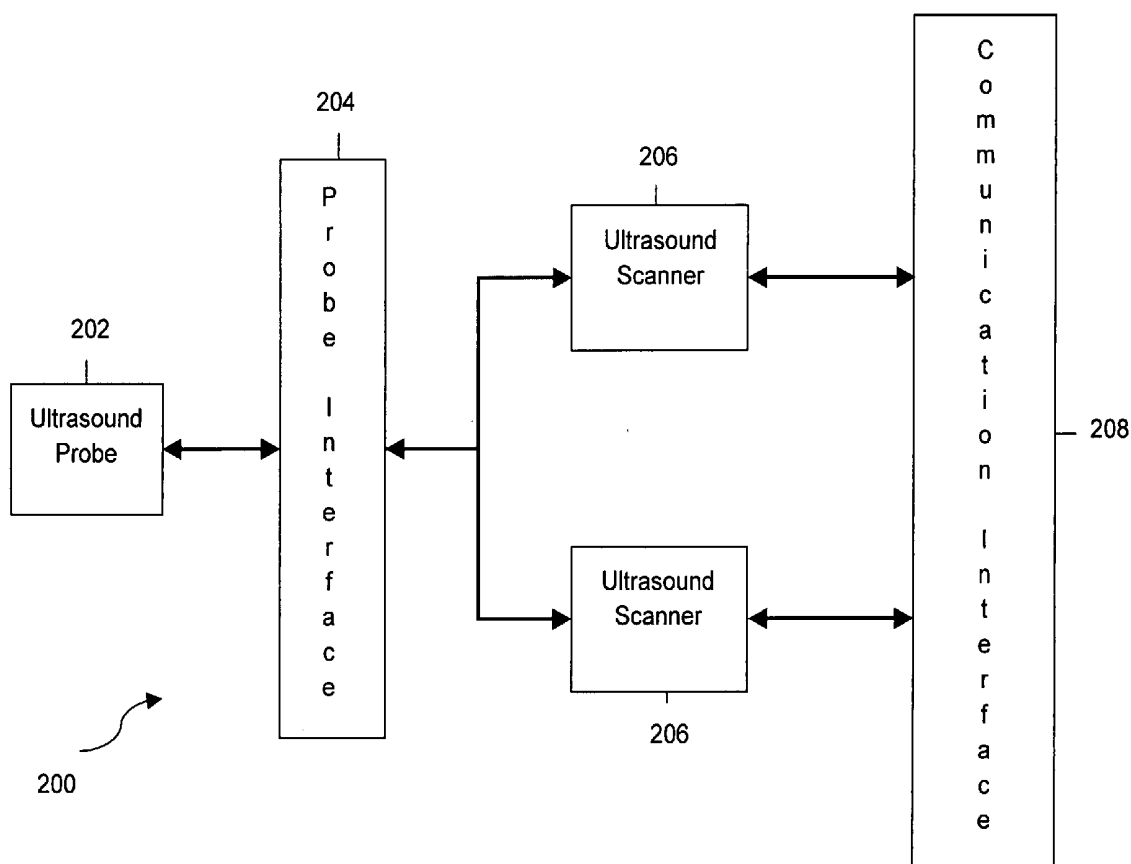 204
Probe Interface
206
Ultrasound
Scanner
Communication Interface
202
Ultrasound
Probe
208
Ultrasound
Scanner
206
200